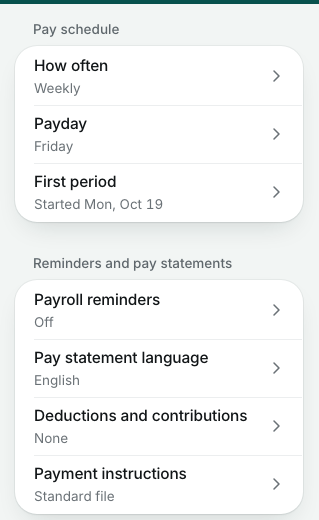 Pay schedule
How often
Weekly
Payday
Friday
First period
Started Mon, Oct 19
Reminders and pay statements
Payroll reminders
Off
Pay statement language
English
Deductions and contributions
None
Payment instructions
Standard file